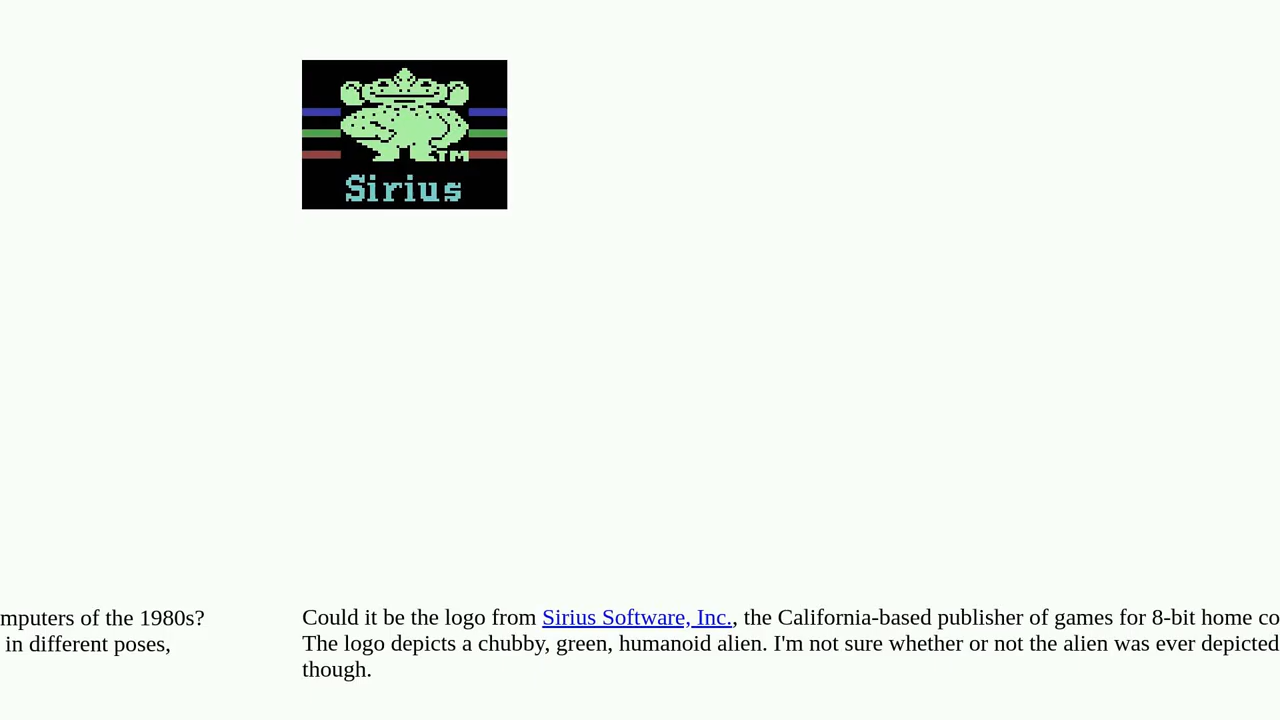 TM
Sirius
mputers of the 1980s?
in different poses,
Could it be the logo from Sirius Software, Inc., the California-based publisher of games for 8-bit home co
The logo depicts a chubby, green, humanoid alien. I'm not sure whether or not the alien was ever depicted
though.